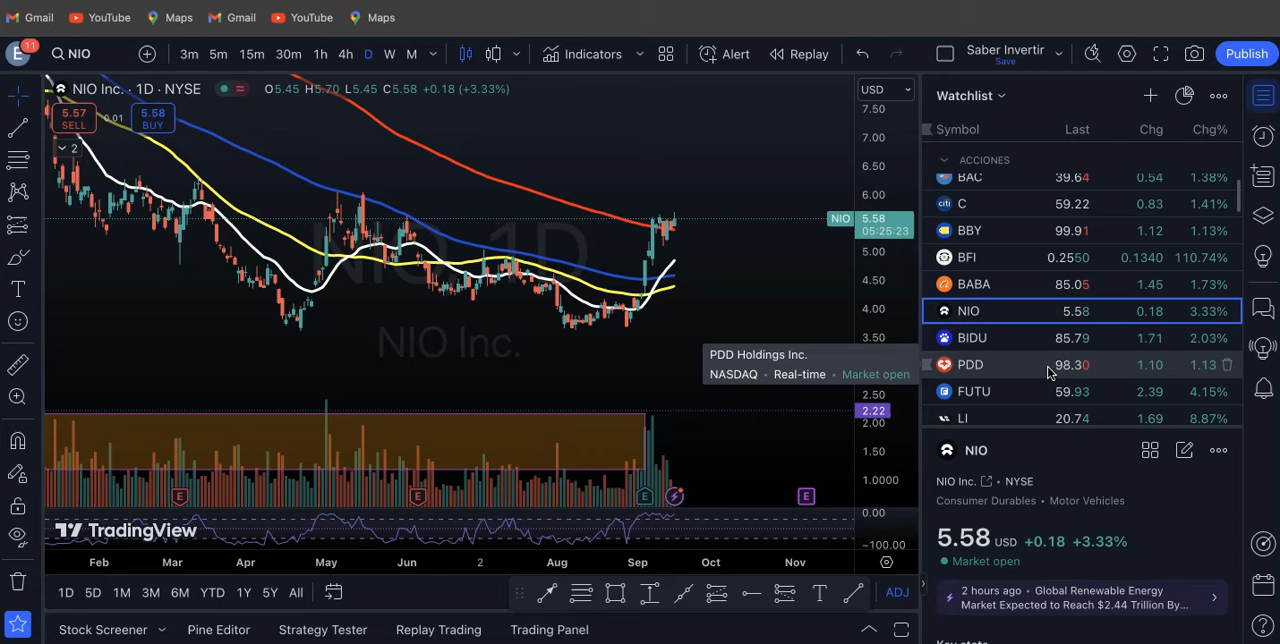 Gmail YouTube Maps Gmail YouTube Maps
E 11 NIO 3m 5m 15m 30m 1h 4h D W M Indicators Alert Replay Saber Invertir Save Publish
NIO Inc. · 1D · NYSE O5.45 H5.70 L5.45 C5.58 +0.18 (+3.33%) USD
5.57 SELL 0.01 5.58 BUY
2
NIO, 1D
NIO Inc.
7.50
7.00
6.50
6.00
NIO 5.58
05:25:23
5.00
4.50
4.00
3.50
2.50
2.22
2.00
1.50
1.0000
0.00
−100.00
PDD Holdings Inc.
NASDAQ · Real-time · Market open
E E E E
TradingView
Feb Mar Apr May Jun 2 Aug Sep Oct Nov
1D 5D 1M 3M 6M YTD 1Y 5Y All ADJ
Stock Screener Pine Editor Strategy Tester Replay Trading Trading Panel
Watchlist
Symbol Last Chg Chg%
ACCIONES
BAC 39.64 0.54 1.38%
citi C 59.22 0.83 1.41%
BBY 99.91 1.12 1.13%
BFI 0.2550 0.1340 110.74%
BABA 85.05 1.45 1.73%
NIO 5.58 0.18 3.33%
BIDU 85.79 1.71 2.03%
PDD 98.30 1.10 1.13
FUTU 59.93 2.39 4.15%
LI 20.74 1.69 8.87%
NIO
NIO Inc. · NYSE
Consumer Durables · Motor Vehicles
5.58 USD +0.18 +3.33%
Market open
2 hours ago · Global Renewable Energy
Market Expected to Reach $2.44 Trillion By...